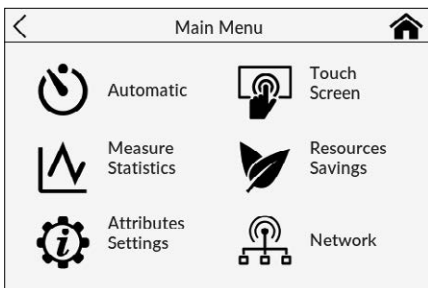 Main Menu
Automatic
Touch
Screen
Measure
Statistics
Resources
Savings
Attributes
Settings
Network